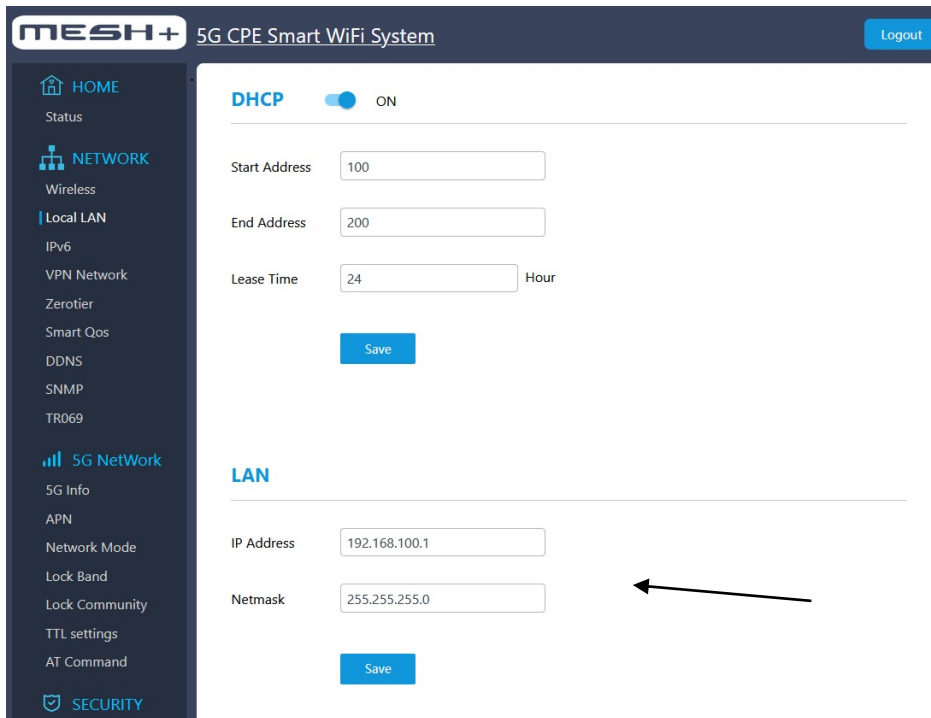 MESH+ 5G CPE Smart WiFi System Logout
HOME
Status
NETWORK
Wireless
Local LAN
IPv6
VPN Network
Zerotier
Smart Qos
DDNS
SNMP
TR069
5G NetWork
5G Info
APN
Network Mode
Lock Band
Lock Community
TTL settings
AT Command
SECURITY
DHCP ON
Start Address 100
End Address 200
Lease Time 24 Hour
Save
LAN
IP Address 192.168.100.1
Netmask 255.255.255.0
Save